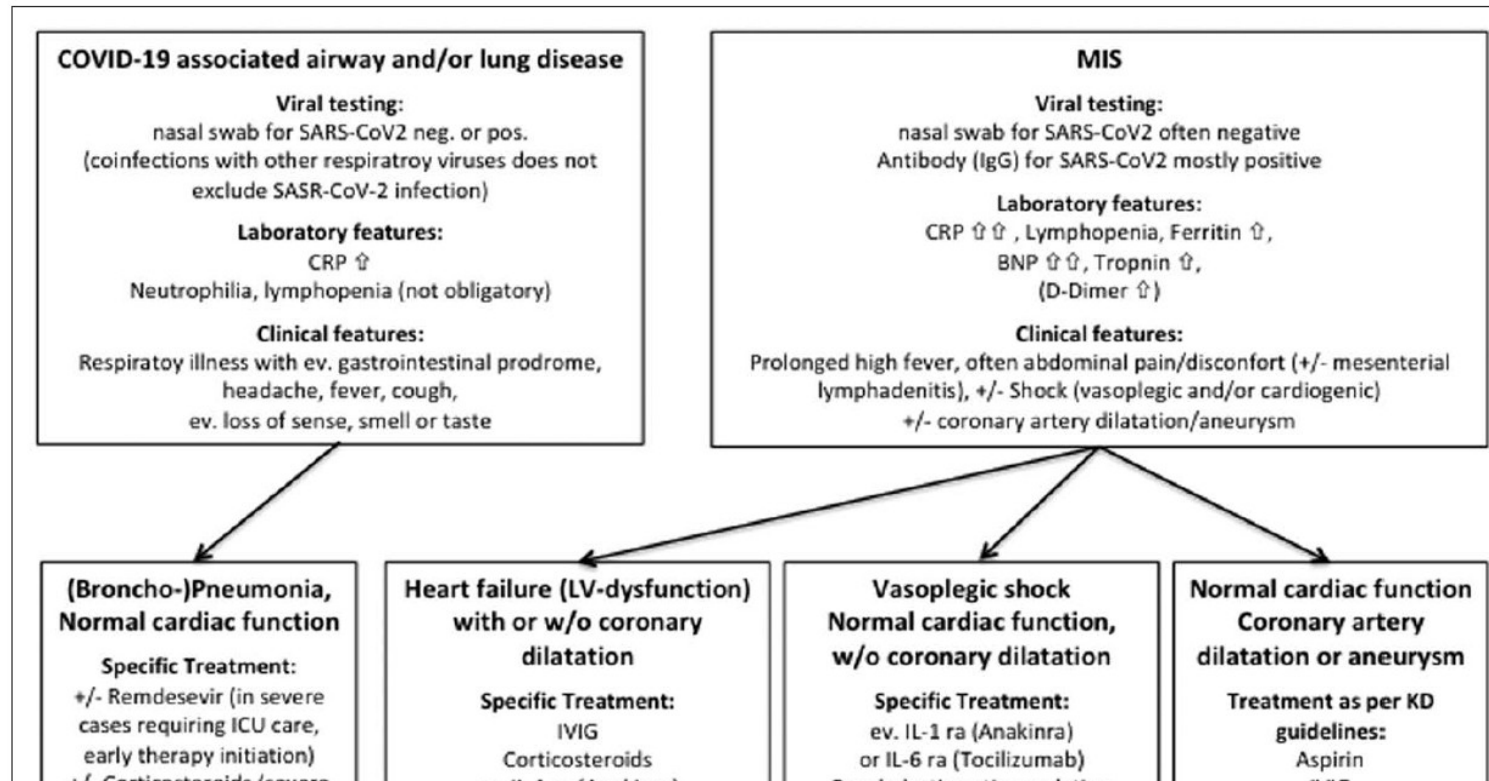 COVID-19 associated airway and/or lung disease
Viral testing:
nasal swab for SARS-CoV2 neg. or pos.
(coinfections with other respiratroy viruses does not
exclude SASR-CoV-2 infection)
Laboratory features:
CRP ⇧
Neutrophilia, lymphopenia (not obligatory)
Clinical features:
Respiratoy illness with ev. gastrointestinal prodrome,
headache, fever, cough,
ev. loss of sense, smell or taste
MIS
Viral testing:
nasal swab for SARS-CoV2 often negative
Antibody (IgG) for SARS-CoV2 mostly positive
Laboratory features:
CRP ⇧⇧ , Lymphopenia, Ferritin ⇧,
BNP ⇧⇧, Tropnin ⇧,
(D-Dimer ⇧)
Clinical features:
Prolonged high fever, often abdominal pain/disconfort (+/- mesenterial
lymphadenitis), +/- Shock (vasoplegic and/or cardiogenic)
+/- coronary artery dilatation/aneurysm
(Broncho-)Pneumonia,
Normal cardiac function
Specific Treatment:
+/- Remdesevir (in severe
cases requiring ICU care,
early therapy initiation)
Heart failure (LV-dysfunction)
with or w/o coronary
dilatation
Specific Treatment:
IVIG
Corticosteroids
Vasoplegic shock
Normal cardiac function,
w/o coronary dilatation
Specific Treatment:
ev. IL-1 ra (Anakinra)
or IL-6 ra (Tocilizumab)
Normal cardiac function
Coronary artery
dilatation or aneurysm
Treatment as per KD
guidelines:
Aspirin